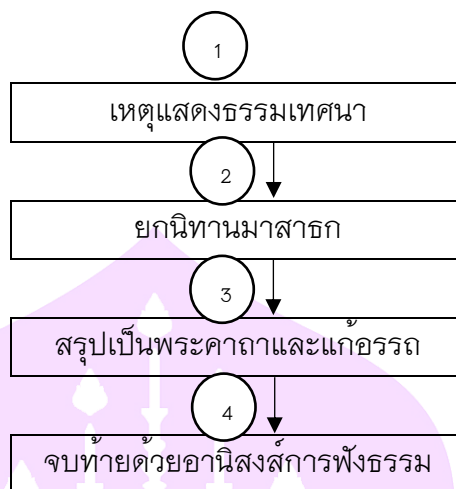 1
เหตุแสดงธรรมเทศนา
2
ยกนิทานมาสาธก
3
สรุปเป็นพระคาถาและแก้อรรถ
4
จบท้ายด้วยอานิสงส์การฟังธรรม